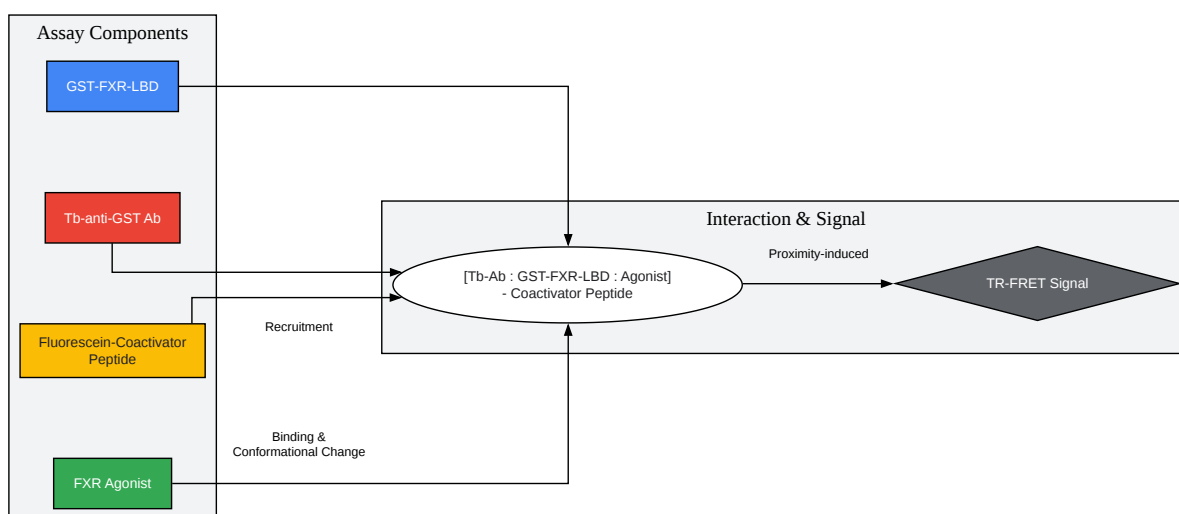 Assay Components
GST-FXR-LBD
Tb-anti-GST Ab
Fluorescein-Coactivator
Peptide
FXR Agonist
Recruitment
Binding &
Conformational Change
Interaction & Signal
[Tb-Ab : GST-FXR-LBD : Agonist]
- Coactivator Peptide
Proximity-induced
TR-FRET Signal